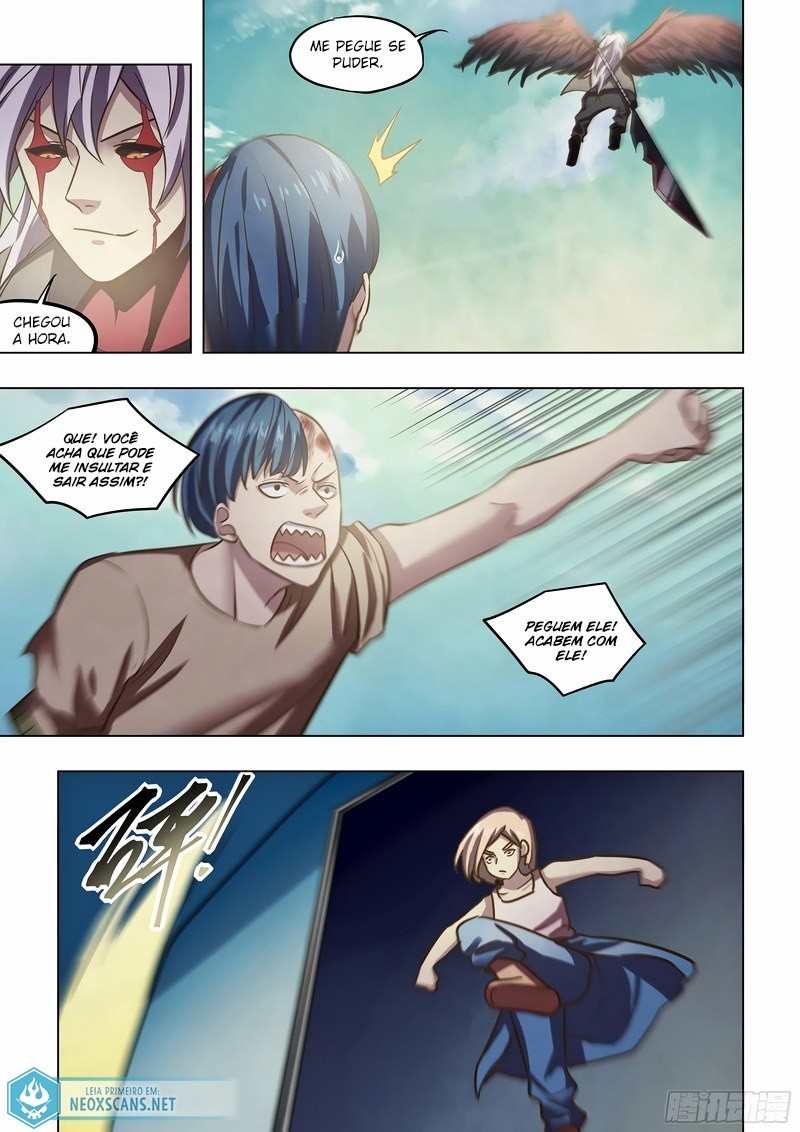 ME PEGUE SE
PUDER.
CHEGOU
A HORA.
QUE! VOCÊ
ACHA QUE PODE
ME INSULTAR E
SAIR ASSIM?!
PEGUEM ELE!
ACABEM COM
ELE!
砰!
LEIA PRIMEIRO EM:
NEOXSCANS.NET
腾讯动漫